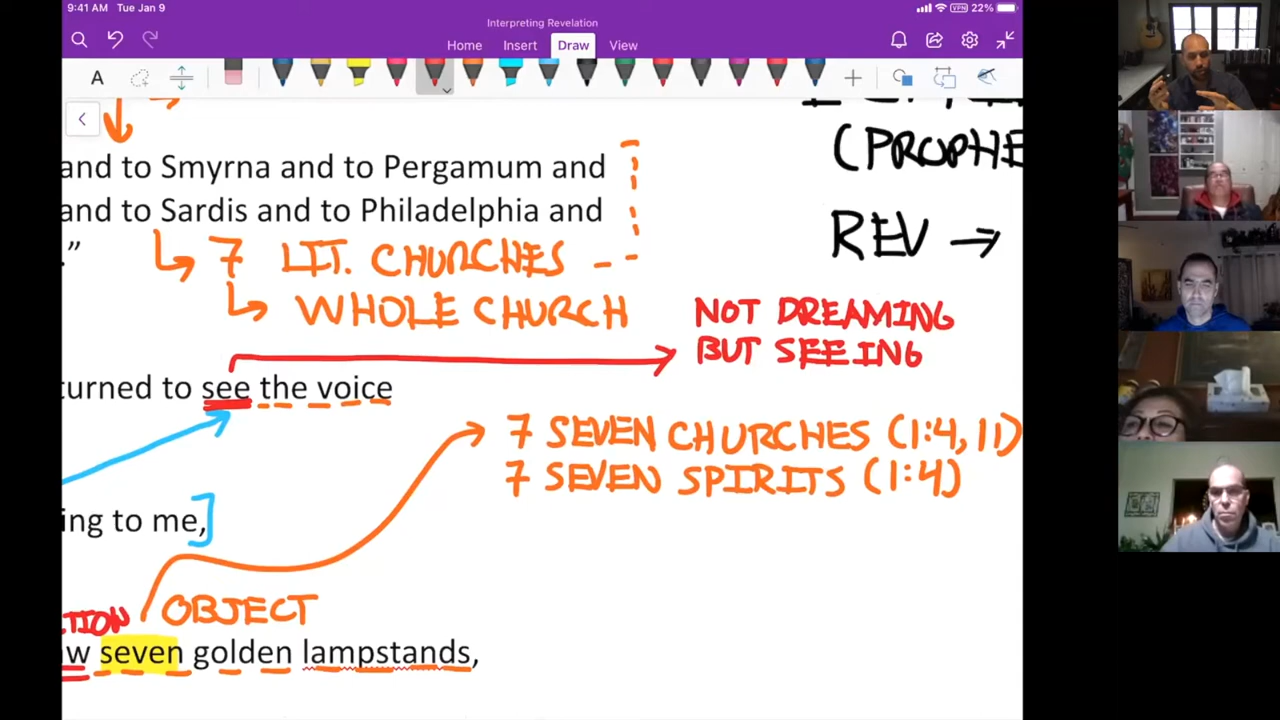 9:41 AM Tue Jan 9
VPN 22%
Interpreting Revelation
Home Insert Draw View
A
(PROPHE
and to Smyrna and to Pergamum and
and to Sardis and to Philadelphia and
.”
REV →
7 LIT. CHURCHES
WHOLE CHURCH
NOT DREAMING
BUT SEEING
turned to see the voice
7 SEVEN CHURCHES (1:4, 11)
7 SEVEN SPIRITS (1:4)
ing to me,]
TION OBJECT
w seven golden lampstands,